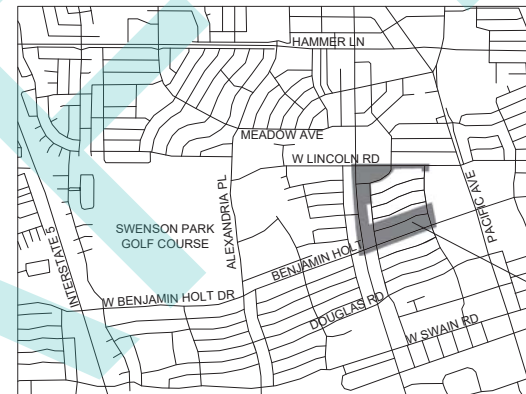 HAMMER LN
MEADOW AVE
W LINCOLN RD
ALEXANDRIA PL
PACIFIC AVE
SWENSON PARK
GOLF COURSE
INTERSTATE 5
BENJAMIN HOLT
W BENJAMIN HOLT DR
DOUGLAS RD
W SWAIN RD